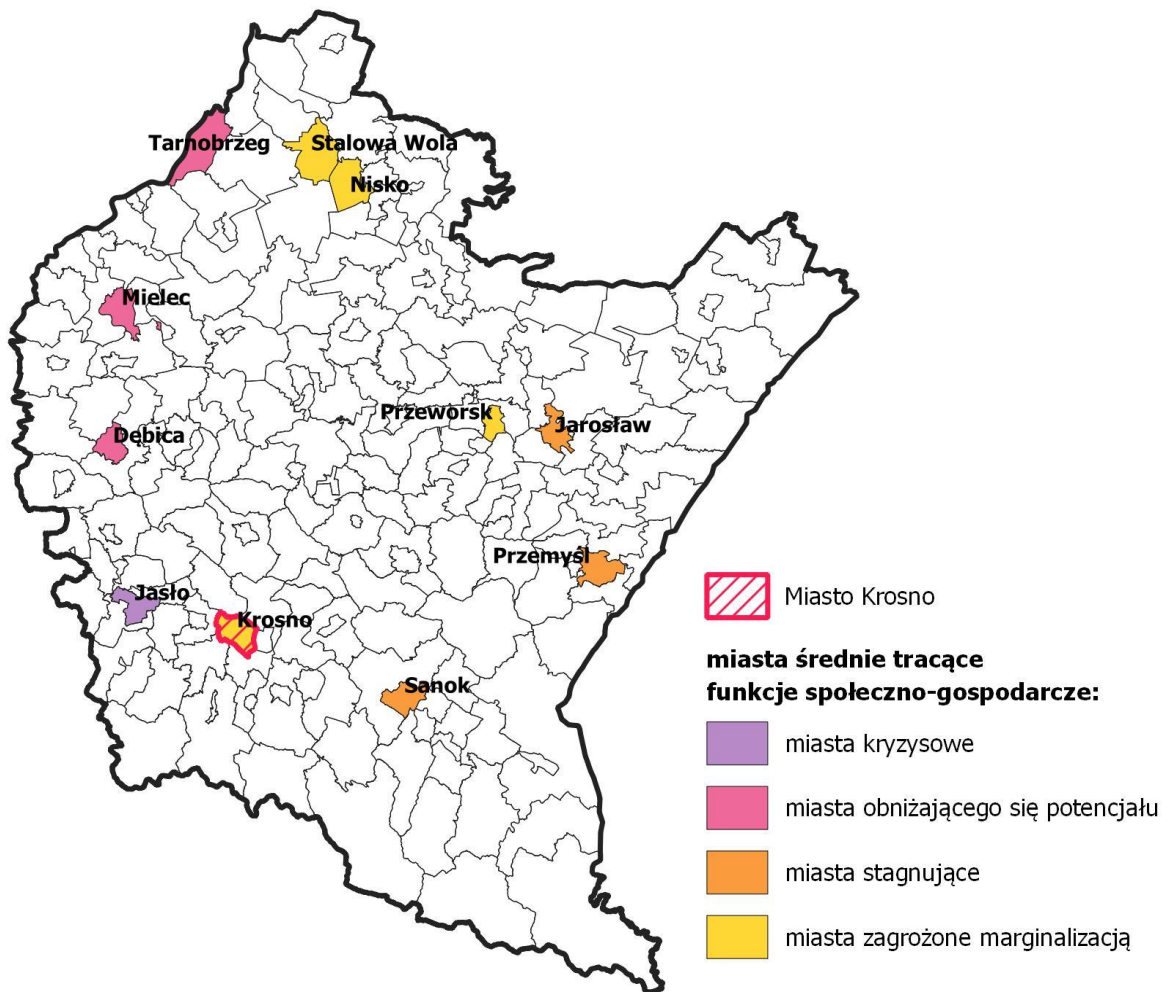 Tarnobrzeg
Stalowa Wola
Nisko
Mielec
Przeworsk
Jarosław
Dębica
Przemyśl
Jasło
Krosno
Sanok
Miasto Krosno
miasta średnie tracące
funkcje społeczno-gospodarcze:
miasta kryzysowe
miasta obniżającego się potencjału
miasta stagnujące
miasta zagrożone marginalizacją